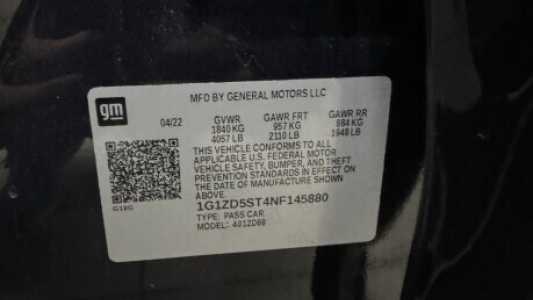 gm
MFD BY GENERAL MOTORS LLC
04/22 GVWR GAWR FRT GAWR RR
1840 KG 957 KG 884 KG
4057 LB 2110 LB 1948 LB
THIS VEHICLE CONFORMS TO ALL
APPLICABLE U.S. FEDERAL MOTOR
VEHICLE SAFETY, BUMPER, AND THEFT
PREVENTION STANDARDS IN EFFECT ON
THE DATE OF MANUFACTURE SHOWN ABOVE.
1G1ZD5ST4NF145880
TYPE: PASS CAR
MODEL: